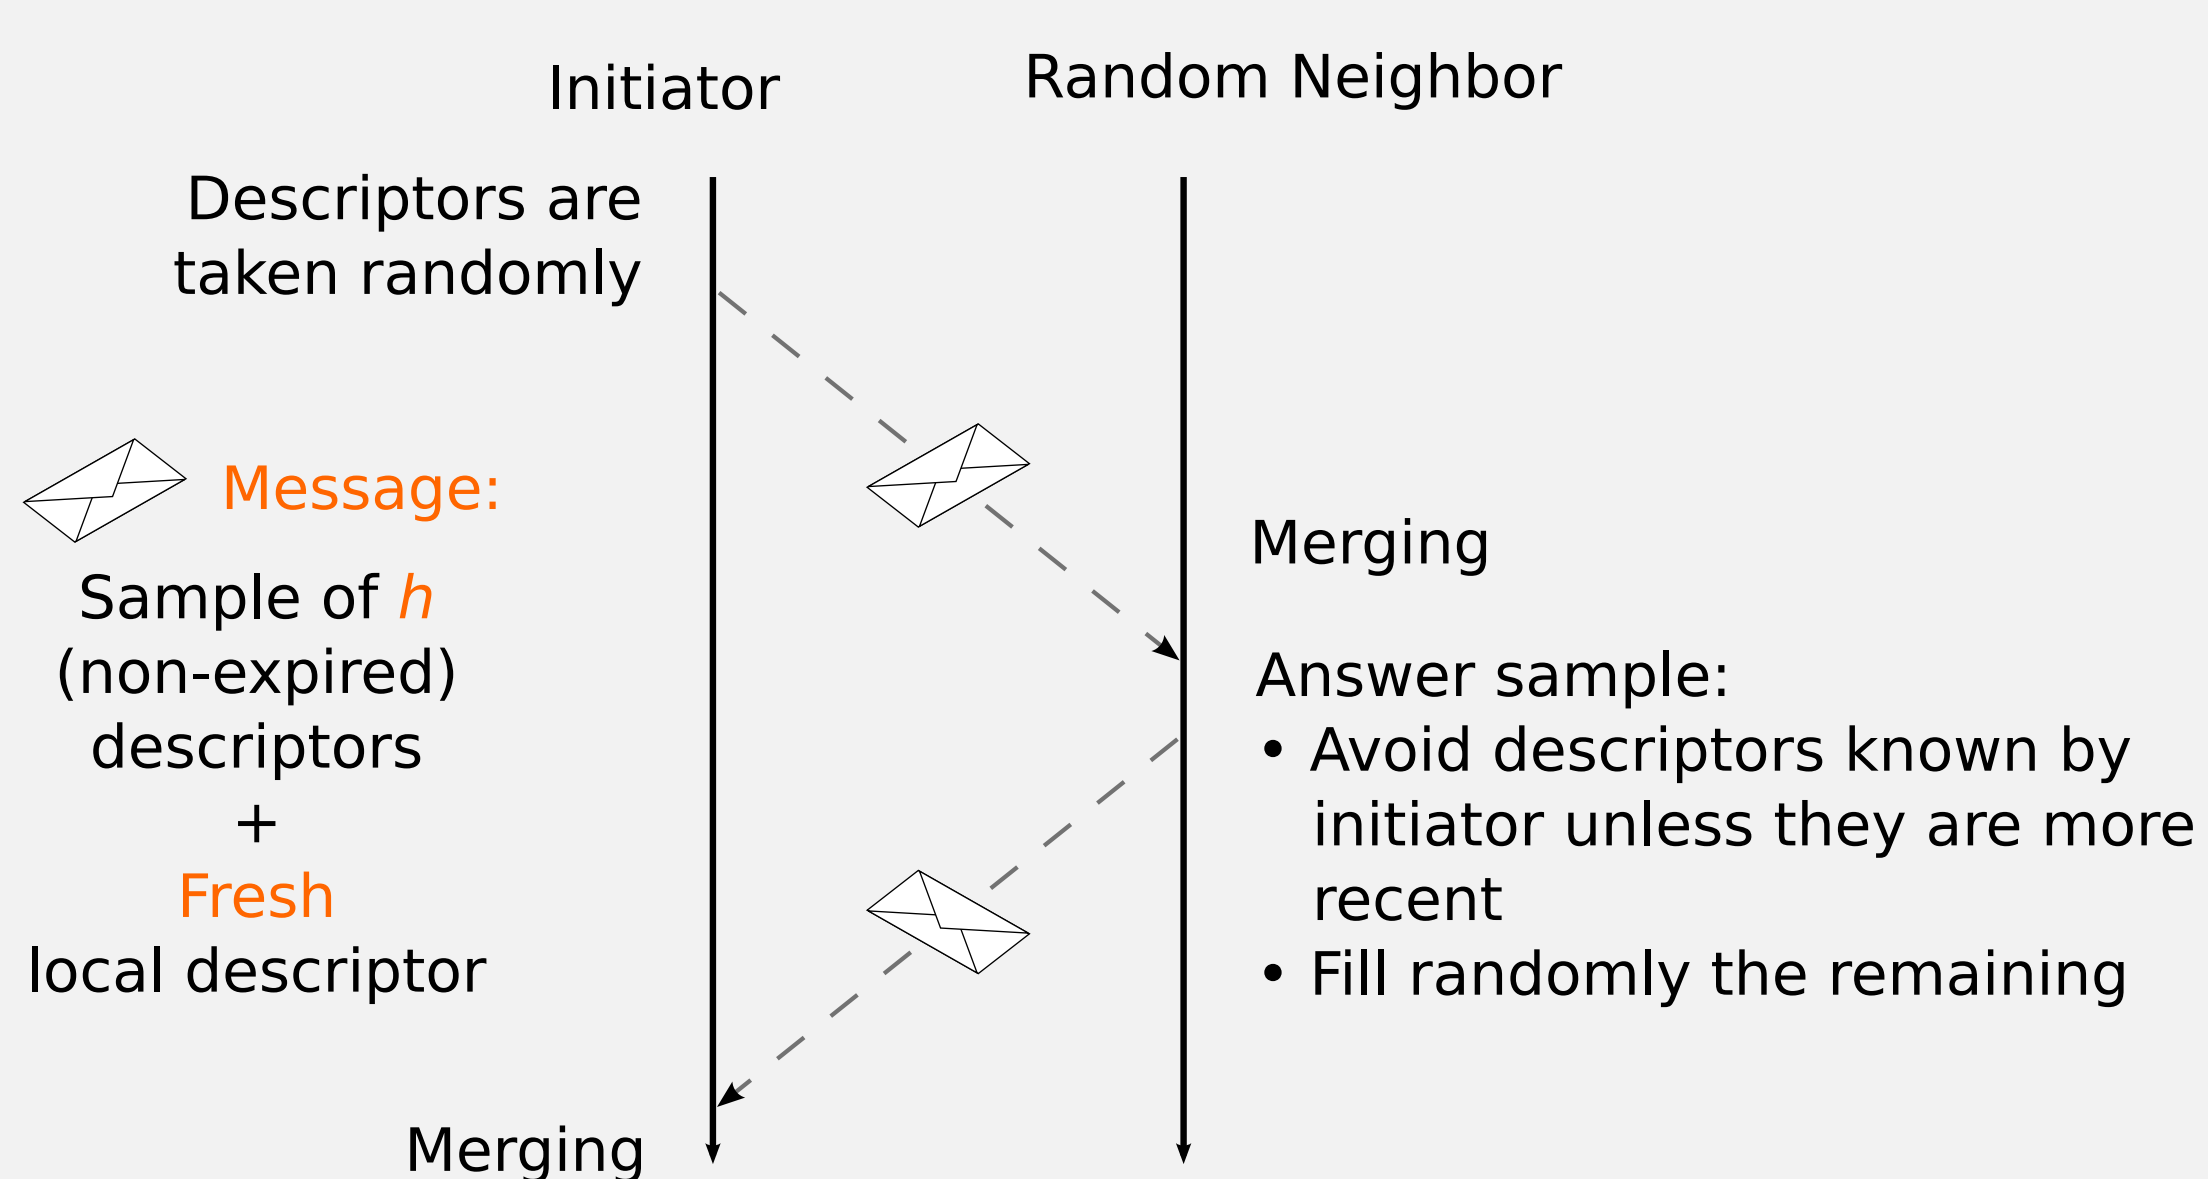 Initiator
Random Neighbor
Descriptors are
taken randomly
Message:
Sample of h
(non-expired)
descriptors
+
Fresh
local descriptor
Merging
Answer sample:
• Avoid descriptors known by
initiator unless they are more
recent
• Fill randomly the remaining
Merging